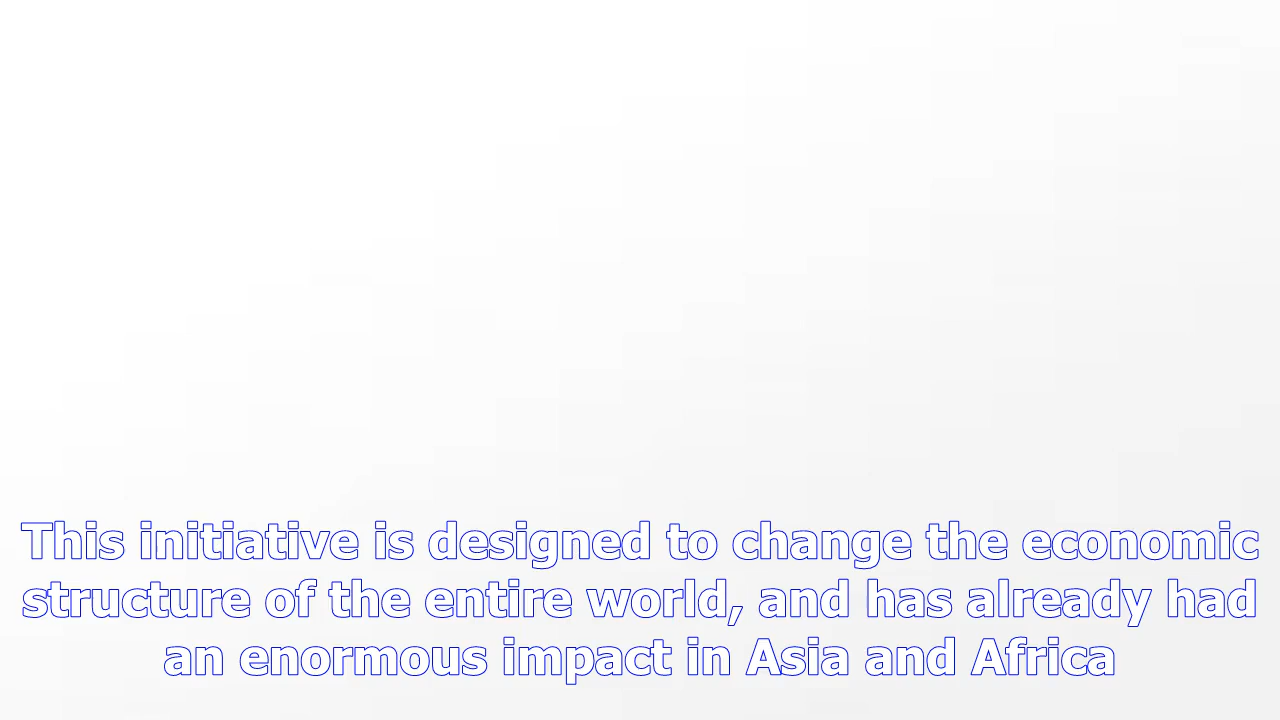 This initiative is designed to change the economic
structure of the entire world, and has already had
an enormous impact in Asia and Africa